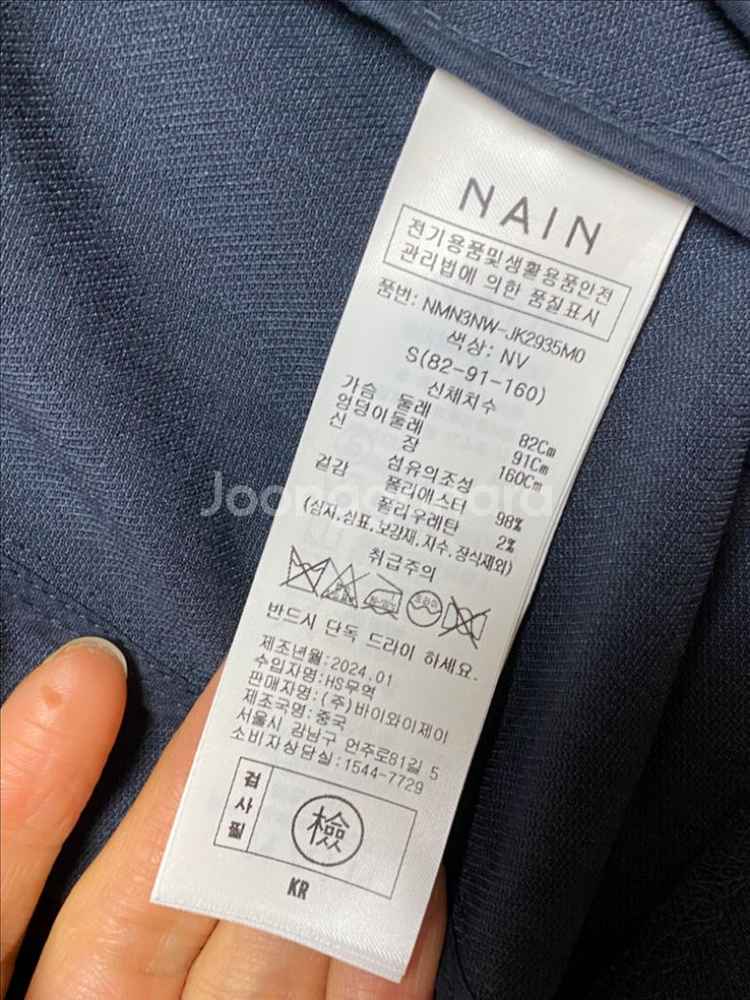 NAIN
전기용품및생활용품안전
관리법에 의한 품질표시
품번: NMN3NW-JK2935M0
색상: NV
S(82-91-160)
신체치수
가슴 둘레 82Cm
엉덩이둘레 91Cm
신 장 160Cm
섬유의조성
겉감 폴리에스터 98%
폴리우레탄 2%
(심지,심표,보강재,자수,장식제외)
취급주의
드라이
반드시 단독 드라이 하세요.
제조년월:2024.01
수입자명:HS무역
판매자명:(주)바이와이제이
제조국명:중국
서울시 강남구 언주로81길 5
소비자상담실:1544-7729
검사필
檢
KR